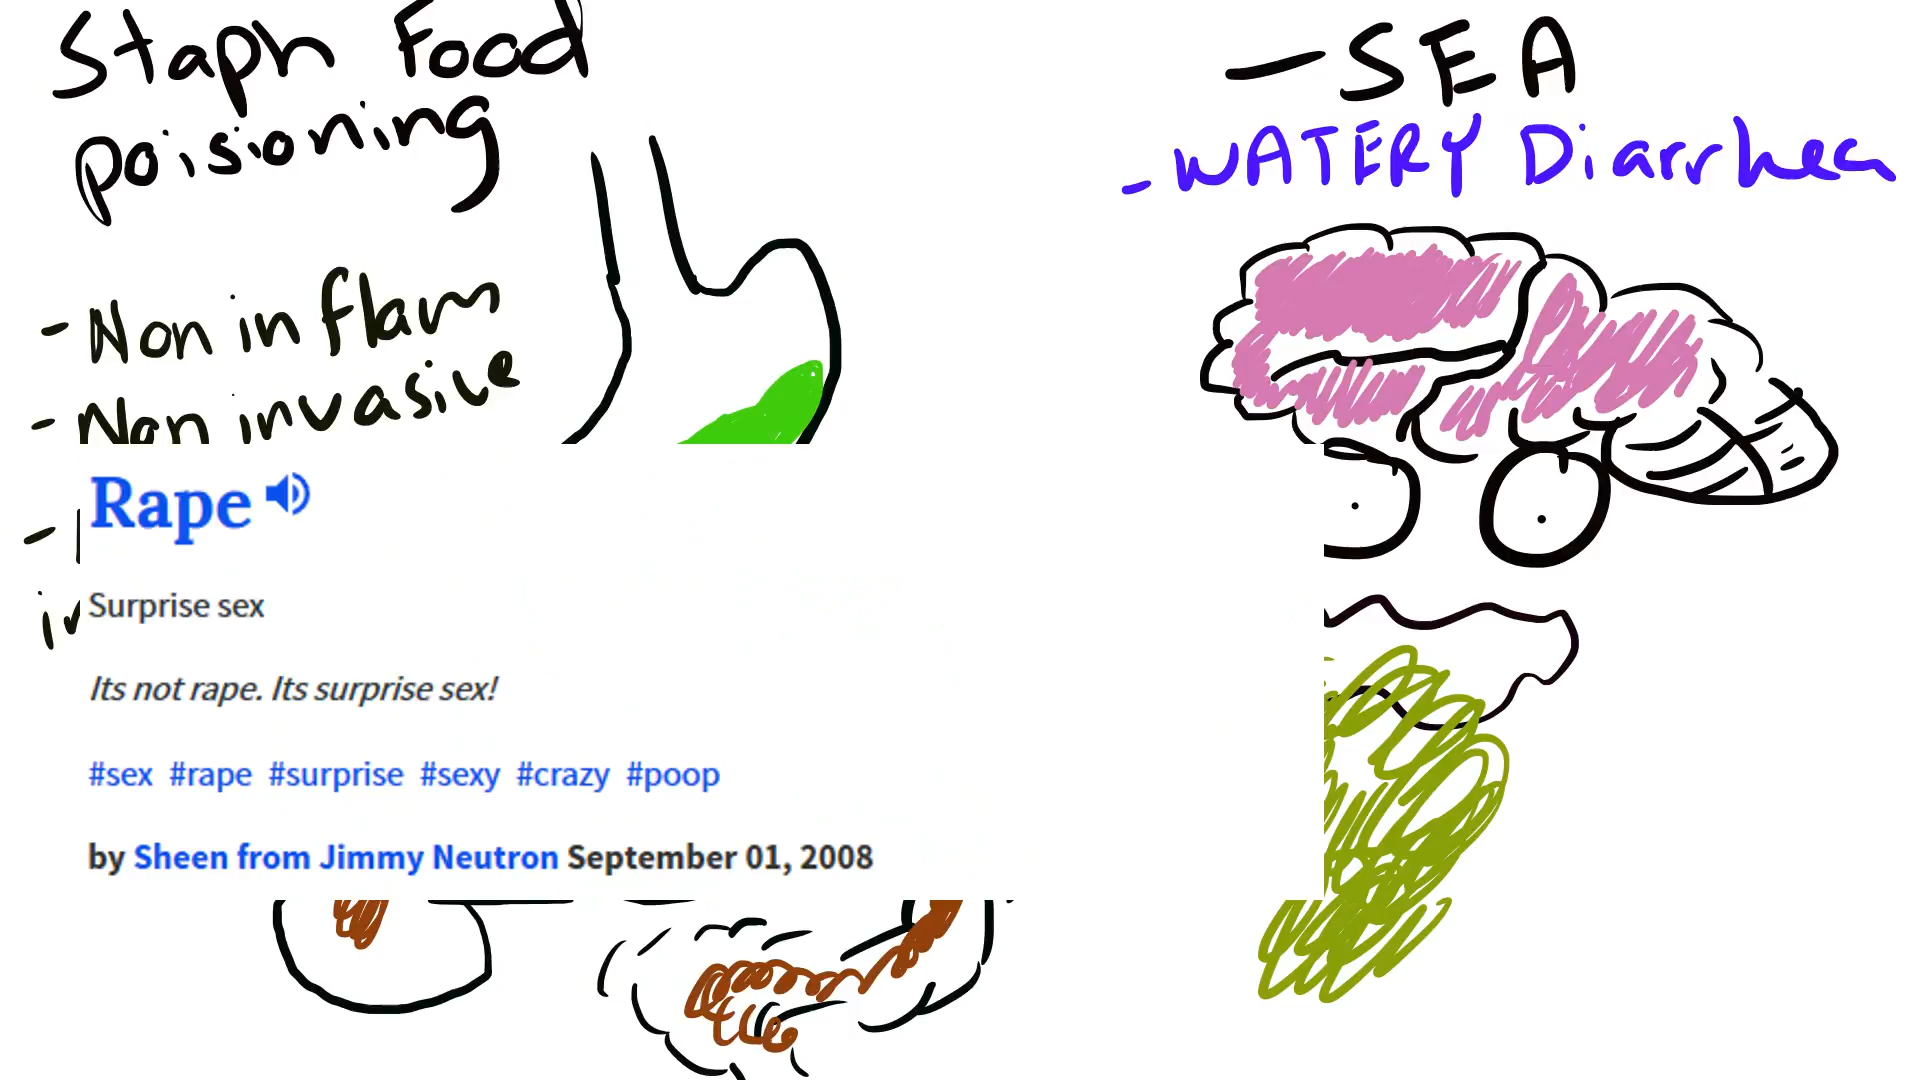 Staph Food
poisioning
- Non inflam
- Non invasive
-
- SEA
- WATERY Diarrhea
Rape
Surprise sex
Its not rape. Its surprise sex!
#sex #rape #surprise #sexy #crazy #poop
by Sheen from Jimmy Neutron September 01, 2008